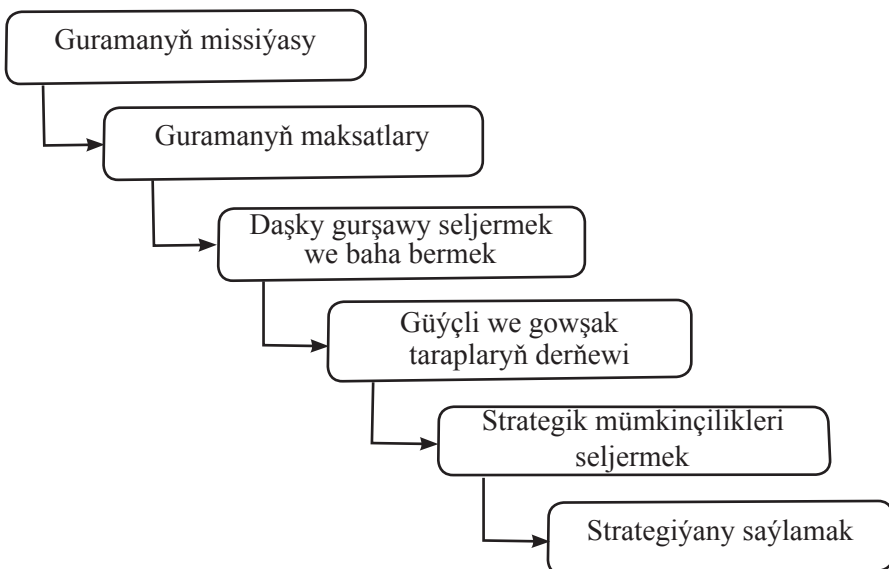 Guramanyň missiýasy
Guramanyň maksatlary
Daşky gurşawy seljermek
we baha bermek
Güýçli we gowşak
taraplaryň derňewi
Strategik mümkinçilikleri
seljermek
Strategiýany saýlamak